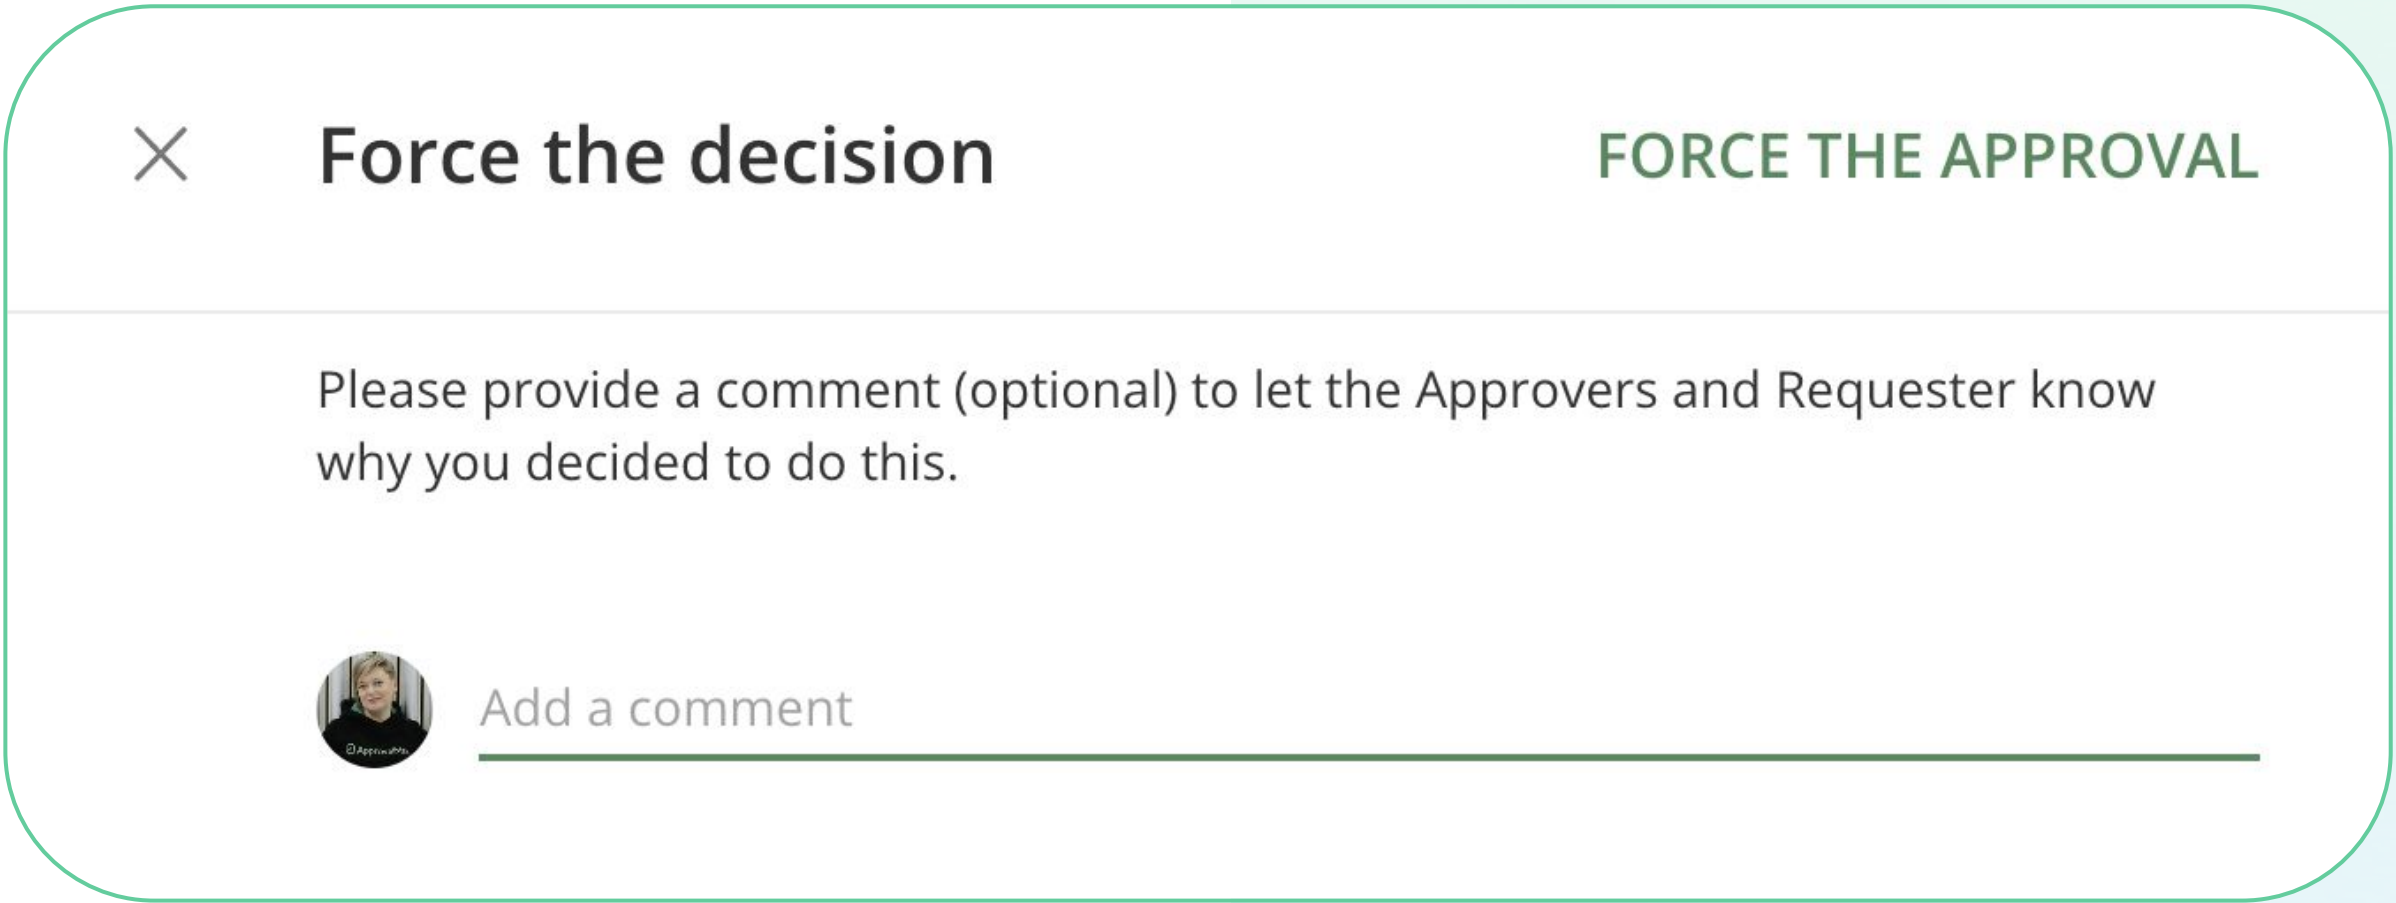 Force the decision
FORCE THE APPROVAL
Please provide a comment (optional) to let the Approvers and Requester know
why you decided to do this.
Add a comment